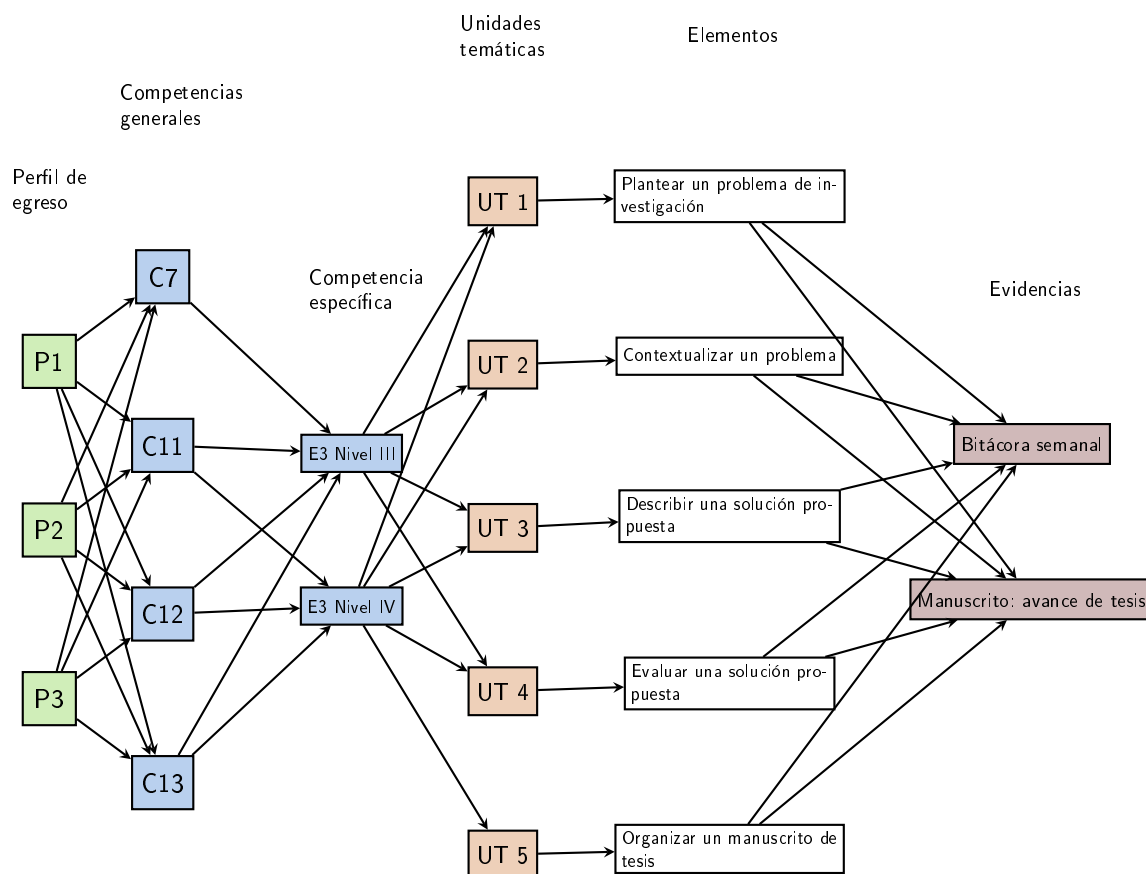 Unidades
temáticas
Elementos
Competencias
generales
Perfil de
egreso
Plantear un problema de in-
vestigación
UT 1
C7
Competencia
específica
Evidencias
P1
UT 2
Contextualizar un problema
C11
E3 Nivel III
Bitácora semanal
P2
UT 3
Describir una solución pro-
puesta
C12
E3 Nivel IV
Manuscrito: avance de tesis
P3
UT 4
Evaluar una solución pro-
puesta
C13
UT 5
Organizar un manuscrito de
tesis